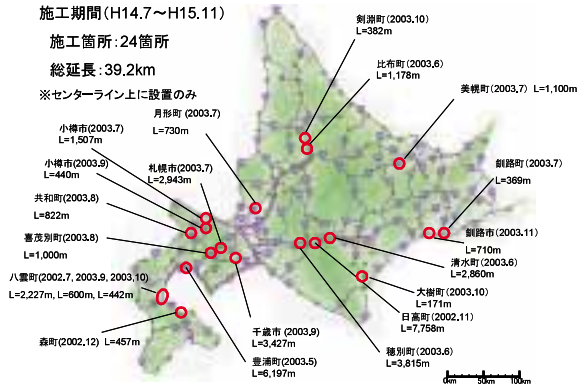 施工期間(H14.7～H15.11)
施工箇所:24箇所
総延長:39.2km
※センターライン上に設置のみ
剣淵町(2003.10)
L=382m
比布町(2003.6)
L=1,178m
美幌町(2003.7) L=1,100m
月形町(2003.7)
L=730m
小樽市(2003.7)
L=1,507m
小樽市(2003.9)
L=440m
札幌市(2003.7)
L=2,943m
釧路町(2003.7)
L=369m
共和町(2003.8)
L=822m
喜茂別町(2003.8)
L=1,000m
釧路市(2003.11)
L=710m
清水町(2003.6)
L=2,860m
八雲町(2002.7, 2003.9, 2003.10)
L=2,227m, L=600m, L=442m
大樹町(2003.10)
L=171m
日高町(2002.11)
L=7,758m
森町(2002.12) L=457m
千歳市(2003.9)
L=3,427m
豊浦町(2003.5)
L=6,197m
穂別町(2003.6)
L=3,815m
0km 50km 100km